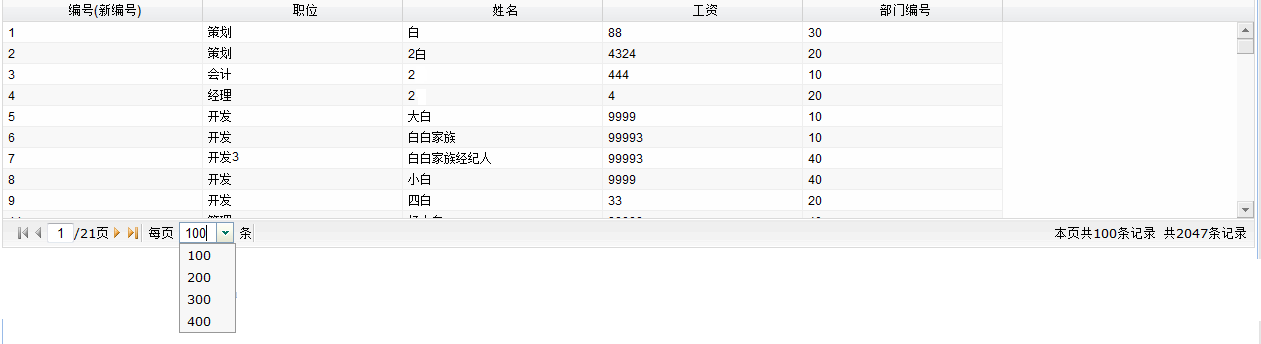 编号(新编号) 职位 姓名 工资 部门编号
1 策划 白 88 30
2 策划 2白 4324 20
3 会计 2 444 10
4 经理 2 4 20
5 开发 大白 9999 10
6 开发 白白家族 99993 10
7 开发3 白白家族经纪人 99993 40
8 开发 小白 9999 40
9 开发 四白 33 20
1 /21页 每页 100 条 本页共100条记录 共2047条记录
100
200
300
400